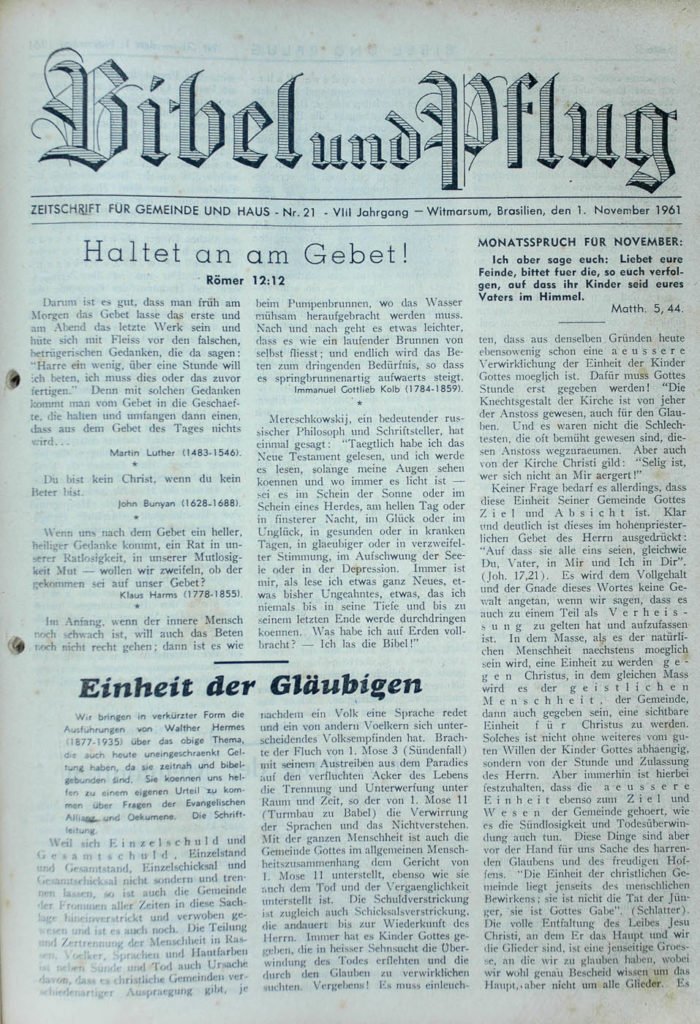 Bibel und Pflug
ZEITSCHRIFT FÜR GEMEINDE UND HAUS - Nr. 21 - VIII Jahrgang — Witmarsum, Brasilien, den 1. November 1961
Haltet an am Gebet!
Römer 12:12
Darum ist es gut, dass man früh am
Morgen das Gebet lasse das erste und
am Abend das letzte Werk sein und
hüte sich mit Fleiss vor den falschen,
betrügerischen Gedanken, die da sagen:
"Harre ein wenig, über eine Stunde will
ich beten, ich muss dies oder das zuvor
fertigen." Denn mit solchen Gedanken
kommt man vom Gebet in die Geschaef-
te, die halten und umfangen dann einen,
dass aus dem Gebet des Tages nichts
wird...
Martin Luther (1483-1546).
*
Du bist kein Christ, wenn du kein
Beter bist.
John Bunyan (1628-1688).
*
Wenn uns nach dem Gebet ein heller,
heiliger Gedanke kommt, ein Rat in un-
serer Ratlosigkeit, in unserer Mutlosig-
keit Mut — wollen wir zweifeln, ob der
gekommen sei auf unser Gebet?
Klaus Harms (1778-1855).
*
Im Anfang, wenn der innere Mensch
noch schwach ist, will auch das Beten
noch nicht recht gehen; dann ist es wie
beim Pumpenbrunnen, wo das Wasser
mühsam heraufgebracht werden muss.
Nach und nach geht es etwas leichter,
dass es wie ein laufender Brunnen von
selbst fliesst; und endlich wird das Be-
ten zum dringenden Bedürfnis, so dass
es springbrunnenartig aufwaerts steigt.
Immanuel Gottlieb Kolb (1784-1859).
*
Mereschkowskij, ein bedeutender rus-
sischer Philosoph und Schriftsteller, hat
einmal gesagt: "Taeglich habe ich das
Neue Testament gelesen, und ich werde
es lesen, solange meine Augen sehen
koennen und wo immer es licht ist —
sei es im Schein der Sonne oder im
Schein eines Herdes, am hellen Tag oder
in finsterer Nacht, im Glück oder im
Unglück, in gesunden oder in kranken
Tagen, in glaeubiger oder in verzweifel-
ter Stimmung, im Aufschwung der See-
le oder in der Depression. Immer ist
mir, als lese ich etwas ganz Neues, et-
was bisher Ungeahntes, etwas, das ich
niemals bis in seine Tiefe und bis zu
seinem letzten Ende werde durchdringen
koennen. Was habe ich auf Erden voll-
bracht? — Ich las die Bibel!"
Einheit der Gläubigen
Wir bringen in verkürzter Form die
Ausführungen von Walther Hermes
(1877-1935) über das obige Thema,
die auch heute uneingeschraenkt Gel-
tung haben, da sie zeitnah und bibel-
gebunden sind. Sie koennen uns hel-
fen zu einem eigenen Urteil zu kom-
men über Fragen der Evangelischen
Allianz und Oekumene. Die Schrift-
leitung.
Weil sich Einzelschuld und
Gesamtschuld, Einzelstand
und Gesamtstand, Einzelschicksal und
Gesamtschicksal nicht sondern und tren-
nen lassen, so ist auch die Gemeinde
der Frommen aller Zeiten in diese Sach-
lage hineinverstrickt und verwoben ge-
wesen und ist es auch noch. Die Teilung
und Zertrennung der Menschheit in Ras-
sen, Voelker, Sprachen und Hautfarben
ist neben Sünde und Tod auch Ursache
davon, dass es christliche Gemeinden ver-
schiedenartiger Auspraegung gibt, je
nachdem ein Volk eine Sprache redet
und ein von andern Voelkern sich unter-
scheidendes Volksempfinden hat. Brach-
te der Fluch von 1. Mose 3 (Sündenfall)
mit seinem Austreiben aus dem Paradies
auf den verfluchten Acker des Lebens
die Trennung und Unterwerfung unter
Raum und Zeit, so der von 1. Mose 11
(Turmbau zu Babel) die Verwirrung
der Sprachen und das Nichtverstehen.
Mit der ganzen Menschheit ist auch die
Gemeinde Gottes im allgemeinen Mensch-
heitszusammenhang dem Gericht von
1. Mose 11 unterstellt, ebenso wie sie
auch dem Tod und der Vergaenglichkeit
unterstellt ist. Die Schuldverstrickung
ist zugleich auch Schicksalsverstrickung,
die andauert bis zur Wiederkunft des
Herrn. Immer hat es Kinder Gottes ge-
geben, die in heisser Sehnsucht die Über-
windung des Todes erflehten und die
durch den Glauben zu verwirklichen
suchten. Vergebens! Es muss einleuch-
MONATSSPRUCH FÜR NOVEMBER:
Ich aber sage euch: Liebet eure
Feinde, bittet fuer die, so euch verfol-
gen, auf dass ihr Kinder seid eures
Vaters im Himmel.
Matth. 5, 44.
ten, dass aus denselben Gründen heute
ebensowenig schon eine aeussere
Verwirklichung der Einheit der Kinder
Gottes moeglich ist. Dafür muss Gottes
Stunde erst gegeben werden! "Die
Knechtsgestalt der Kirche ist von jeher
der Anstoss gewesen, auch für den Glau-
ben. Und es waren nicht die Schlech-
testen, die oft bemüht gewesen sind, die-
sen Anstoss wegzuraeumen. Aber auch
von der Kirche Christi gild: "Selig ist,
wer sich nicht an Mir aergert!"
Keiner Frage bedarf es allerdings, dass
diese Einheit Seiner Gemeinde Gottes
Ziel und Absicht ist. Klar
und deutlich ist dieses im hohenpriester-
lichen Gebet des Herrn ausgedrückt:
"Auf dass sie alle eins seien, gleichwie
Du, Vater, in Mir und Ich in Dir".
(Joh. 17,21). Es wird dem Vollgehalt
und der Gnade dieses Wortes keine Ge-
walt angetan, wenn wir sagen, dass es
auch zu einem Teil als Verheis-
sung zu gelten hat und aufzufassen
ist. In dem Masse, als es der natürli-
chen Menschheit naechstens moeglich
sein wird, eine Einheit zu werden ge-
gen Christus, in dem gleichen Mass
wird es der geistlichen
Menschheit, der Gemeinde,
dann auch gegeben sein, eine sichtbare
Einheit für Christus zu werden.
Solches ist nicht ohne weiteres vom gu-
ten Willen der Kinder Gottes abhaengig,
sondern von der Stunde und Zulassung
des Herrn. Aber immerhin ist hierbei
festzuhalten, dass die aeussere
Einheit ebenso zum Ziel und
Wesen der Gemeinde gehoert, wie
es die Sündlosigkeit und Todesüberwin-
dung auch tun. Diese Dinge sind aber
vor der Hand für uns Sache des harren-
den Glaubens und des freudigen Hof-
fens. "Die Einheit der christlichen Ge-
meinde liegt jenseits des menschlichen
Bewirkens; sie ist nicht die Tat der Jün-
ger, sie ist Gottes Gabe". (Schlatter).
Die volle Entfaltung des Leibes Jesu
Christi, an dem Er das Haupt und wir
die Glieder sind, ist eine jenseitige Groes-
se, an die wir zu glauben haben, wobei
wir wohl genau Bescheid wissen um das
Haupt, aber nicht um alle Glieder. Es